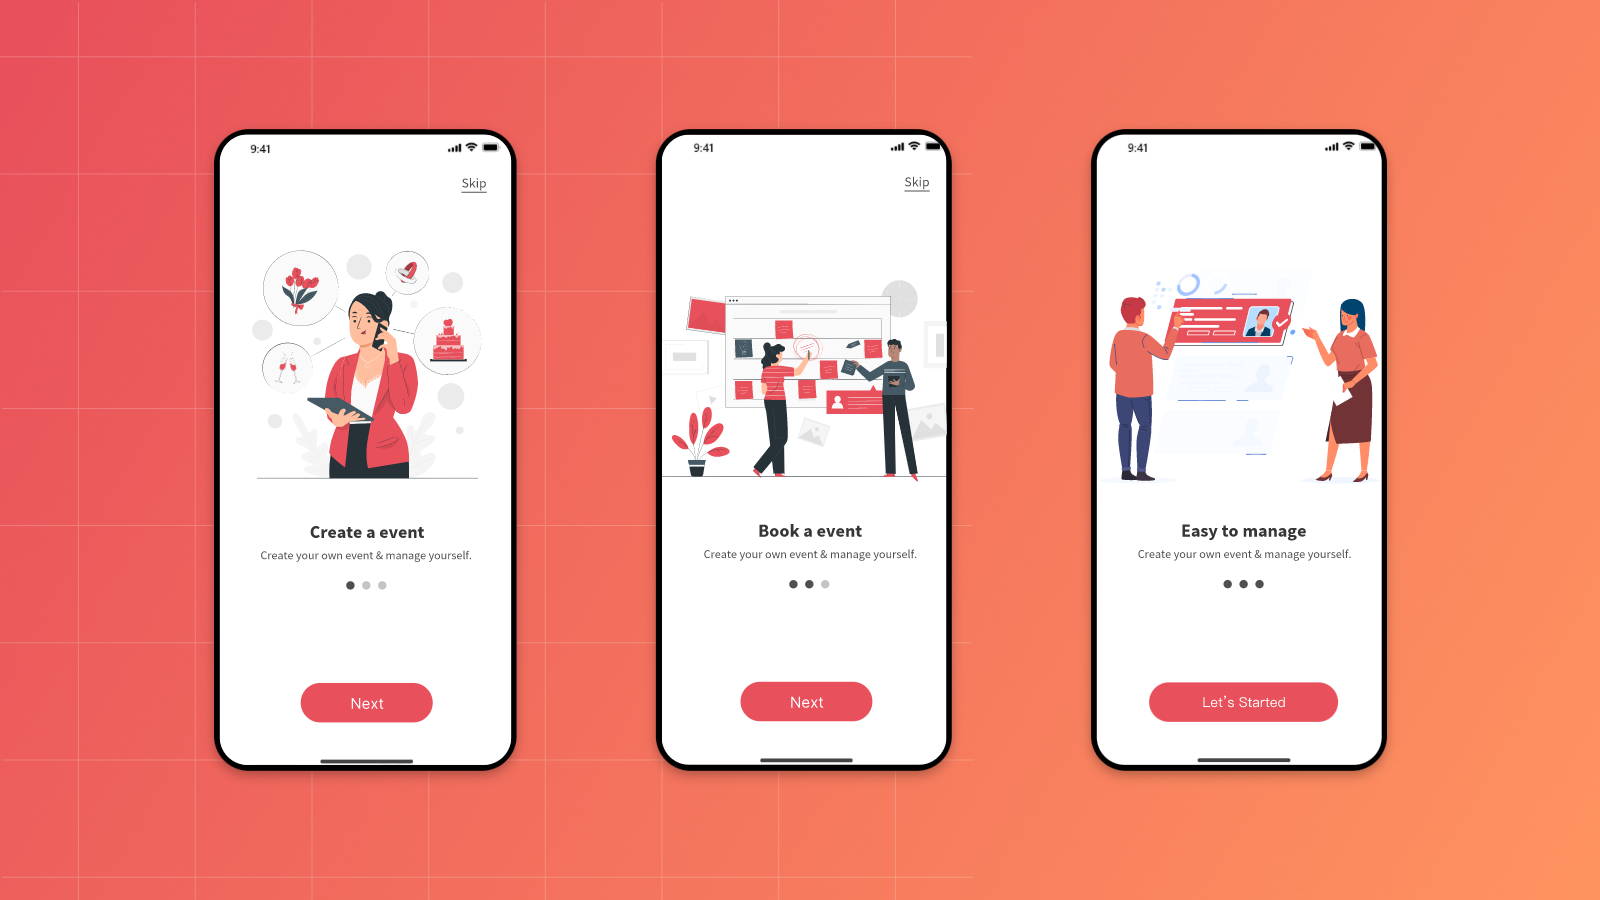 9:41
Skip
Create a event
Create your own event & manage yourself.
Next
9:41
Skip
Book a event
Create your own event & manage yourself.
Next
9:41
Easy to manage
Create your own event & manage yourself.
Let's Started